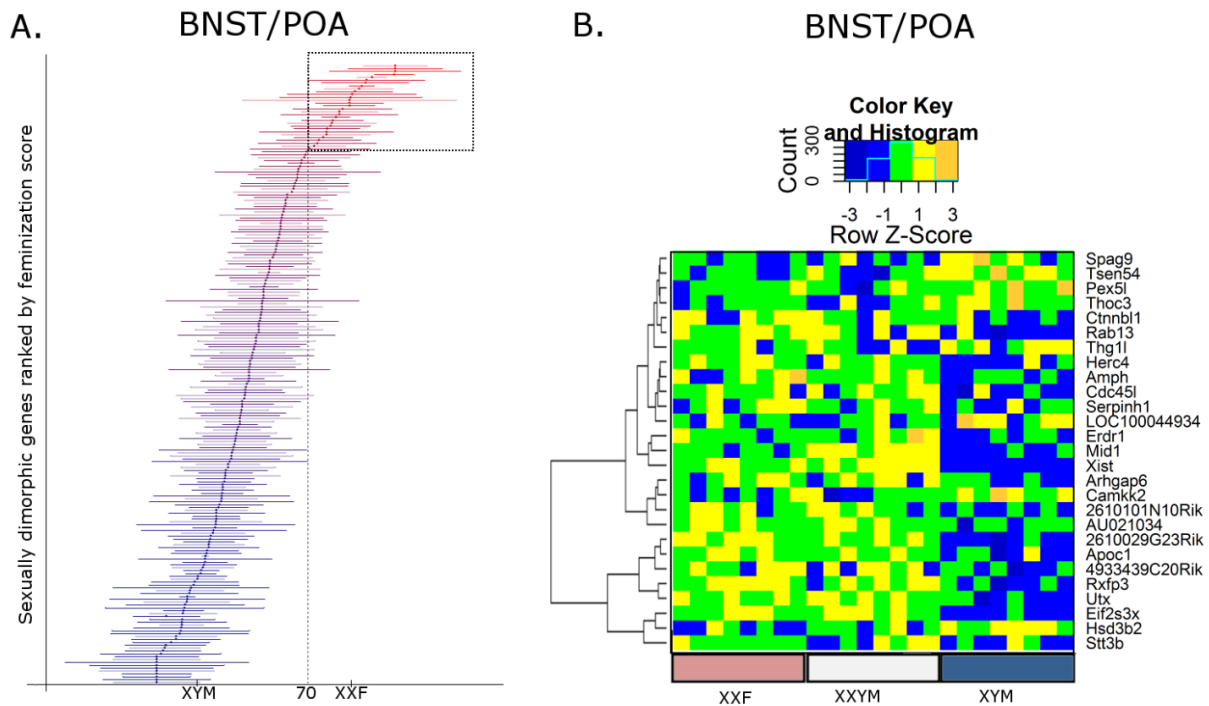 A.
BNST/POA
Sexually dimorphic genes ranked by feminization score
XYM
70
XXF
B.
BNST/POA
Color Key
and Histogram
Count
0
300
-3
-1
1
3
Row Z-Score
Spag9
Tsen54
Pex5l
Thoc3
Ctnnbl1
Rab13
Thg1l
Herc4
Amph
Cdc45l
Serpinh1
LOC100044934
Erdr1
Mid1
Xist
Arhgap6
Camkk2
2610101N10Rik
AU021034
2610029G23Rik
Apoc1
4933439C20Rik
Rxfp3
Utx
Eif2s3x
Hsd3b2
Stt3b
XXF
XXYM
XYM